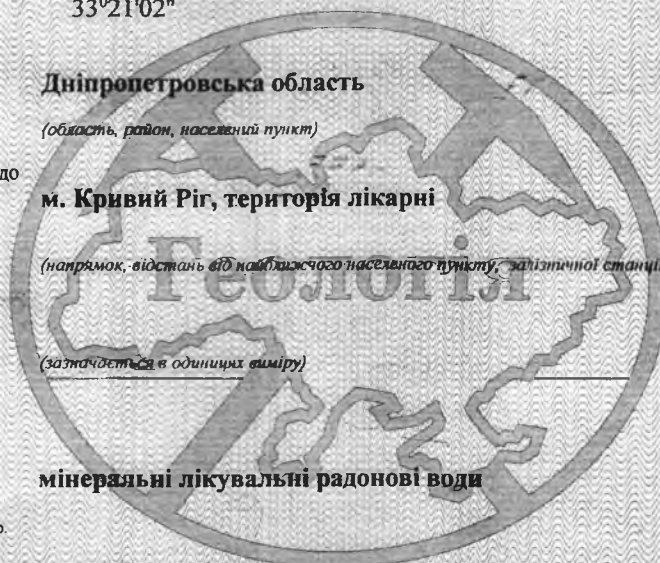 33°21'02"
Дніпропетровська область
(область, район, населений пункт)
до
м. Кривий Ріг, територія лікарні
(напрямок, відстань від найближчого населеного пункту, залізничної станції
Геологія
(зазначається в одиницях виміру)
мінеральні лікувальні радонові води